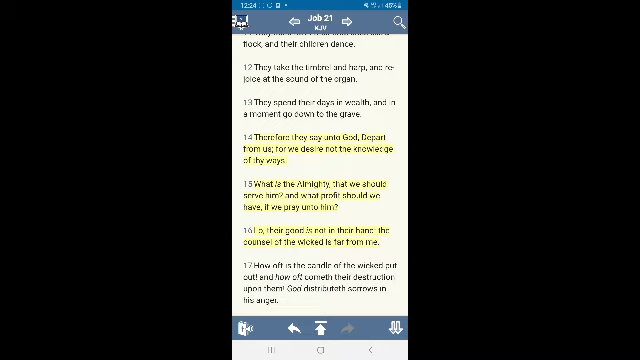 12:24
45%
Job 21
KJV
flock, and their children dance.
12 They take the timbrel and harp, and re-
joice at the sound of the organ.
13 They spend their days in wealth, and in
a moment go down to the grave.
14 Therefore they say unto God, Depart
from us; for we desire not the knowledge
of thy ways.
15 What is the Almighty, that we should
serve him? and what profit should we
have, if we pray unto him?
16 Lo, their good is not in their hand: the
counsel of the wicked is far from me.
17 How oft is the candle of the wicked put
out! and how oft cometh their destruction
upon them! God distributeth sorrows in
his anger.